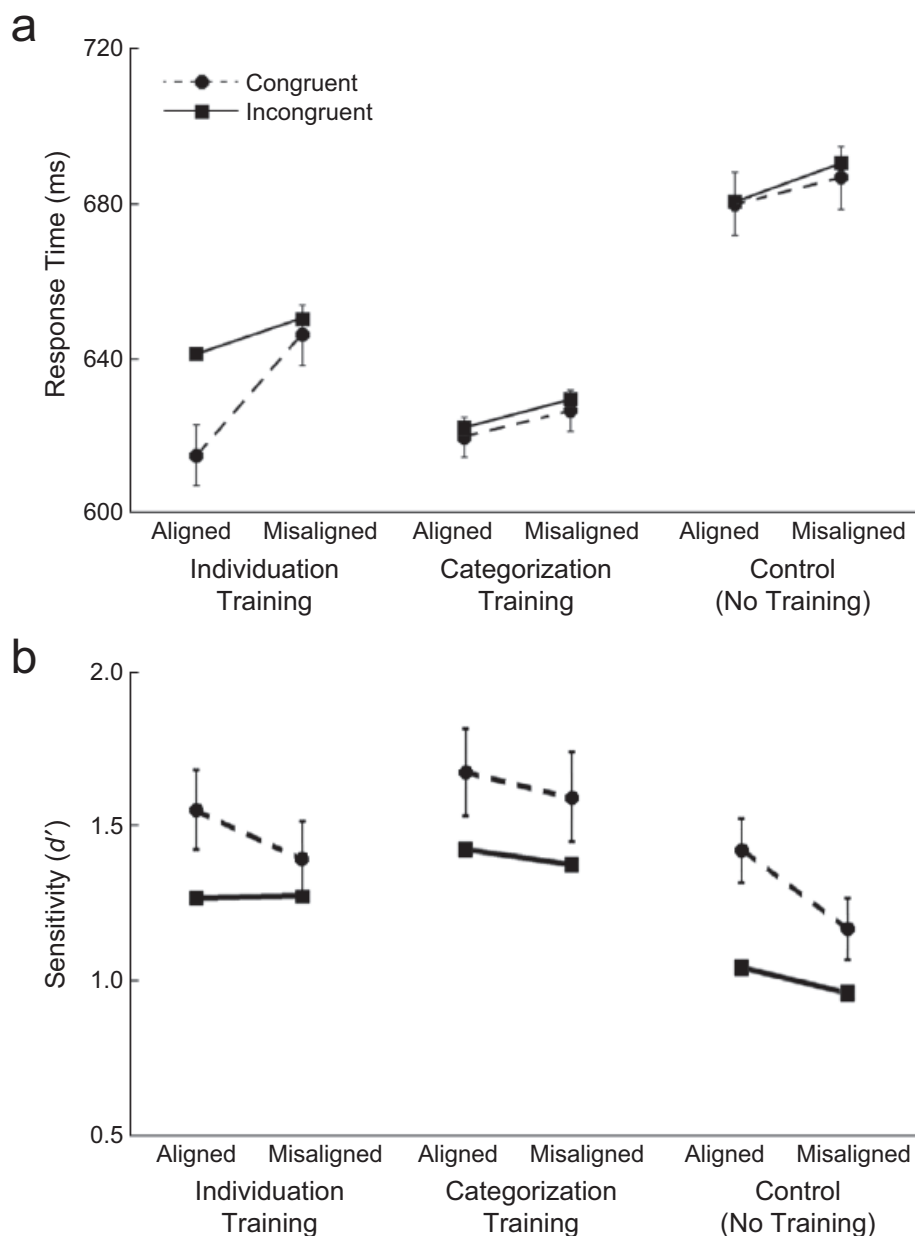 a
720
Congruent
Incongruent
680
Response Time (ms)
640
600
Aligned Misaligned Aligned Misaligned Aligned Misaligned
Individuation Categorization Control
Training Training (No Training)
b
2.0
1.5
Sensitivity (d′)
1.0
0.5
Aligned Misaligned Aligned Misaligned Aligned Misaligned
Individuation Categorization Control
Training Training (No Training)